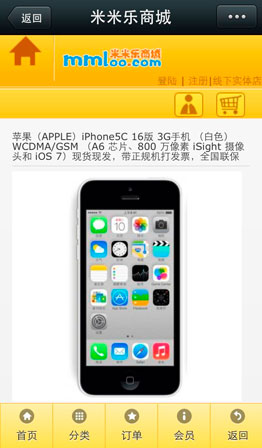 返回
米米乐商城
米米乐商城
mmloo.com
登陆 | 注册|线下实体店
苹果（APPLE）iPhone5C 16版 3G手机 （白色）
WCDMA/GSM （A6 芯片、800 万像素 iSight 摄像
头和 iOS 7）现货现发，带正规机打发票，全国联保
首页
分类
订单
会员
返回